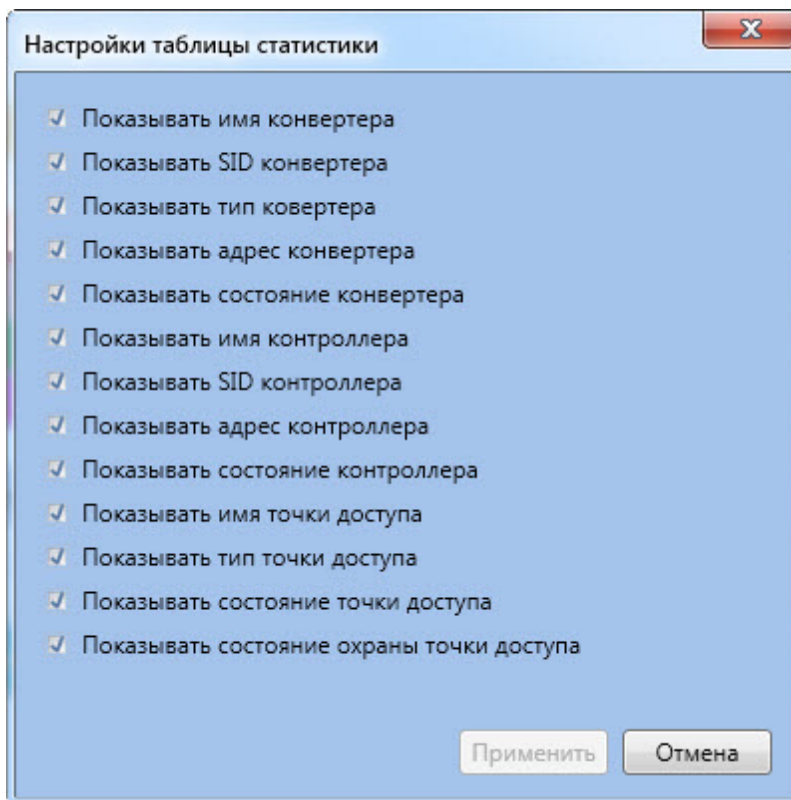 Настройки таблицы статистики
Показывать имя конвертера
Показывать SID конвертера
Показывать тип ковертера
Показывать адрес конвертера
Показывать состояние конвертера
Показывать имя контроллера
Показывать SID контроллера
Показывать адрес контроллера
Показывать состояние контроллера
Показывать имя точки доступа
Показывать тип точки доступа
Показывать состояние точки доступа
Показывать состояние охраны точки доступа
Применить Отмена